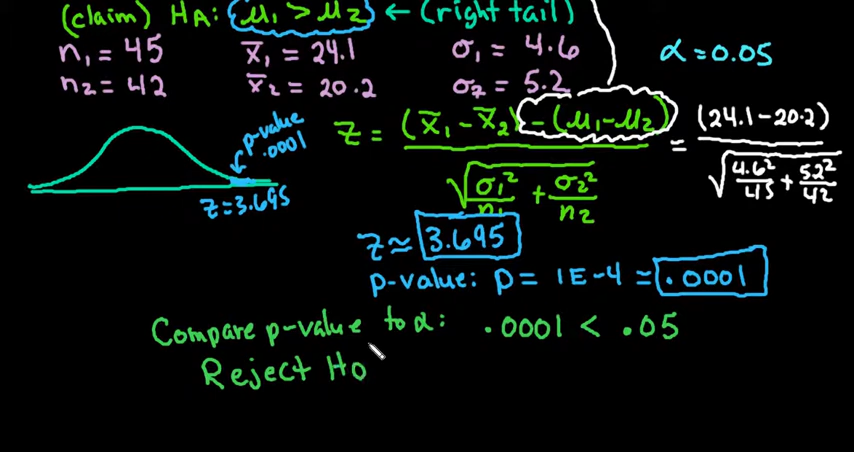 (claim) HA: μ1 > μ2 ← (right tail)
n1 = 45 x̄1 = 24.1 σ1 = 4.6 α = 0.05
n2 = 42 x̄2 = 20.2 σ2 = 5.2
p-value .0001
z = 3.695
z = (x̄1 - x̄2) - (μ1 - μ2) / √(σ1²/n1 + σ2²/n2) = (24.1 - 20.2) / √(4.6²/45 + 5.2²/42)
z ≈ 3.695
p-value: p = 1E-4 = .0001
Compare p-value to α: .0001 < .05
Reject Ho